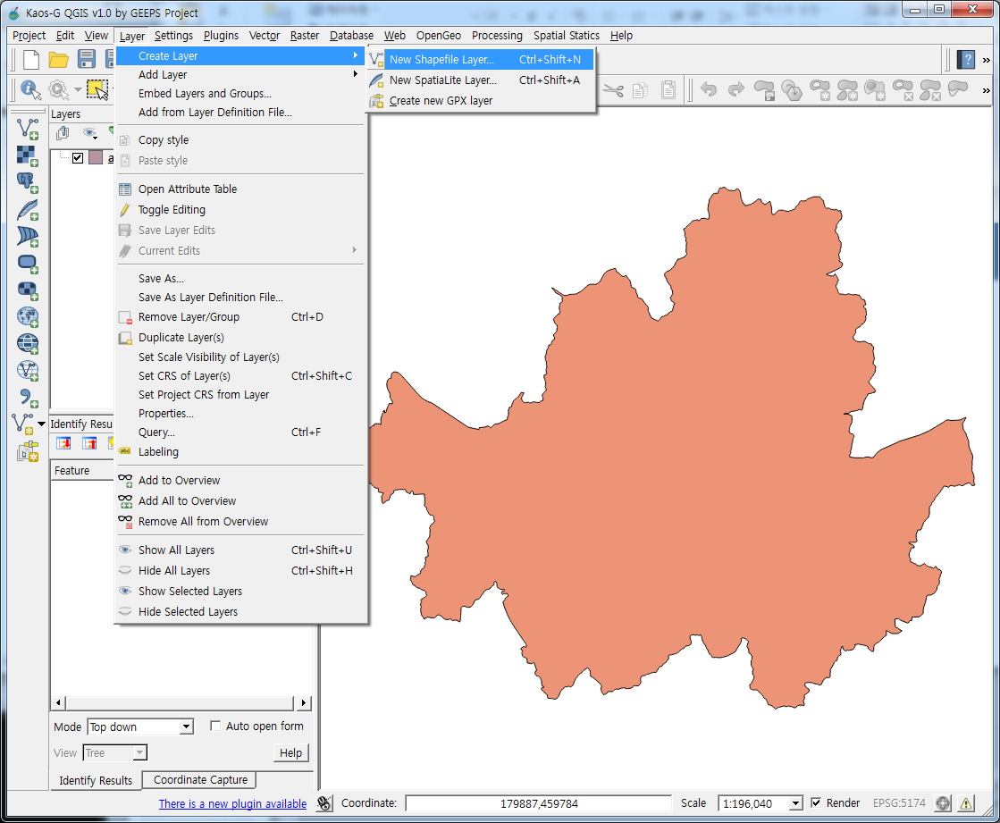 Kaos-G QGIS v1.0 by GEEPS Project
Project Edit View Layer Settings Plugins Vector Raster Database Web OpenGeo Processing Spatial Statics Help
Create Layer
Add Layer
Embed Layers and Groups...
Add from Layer Definition File...
Copy style
Paste style
Open Attribute Table
Toggle Editing
Save Layer Edits
Current Edits
Save As...
Save As Layer Definition File...
Remove Layer/Group Ctrl+D
Duplicate Layer(s)
Set Scale Visibility of Layer(s)
Set CRS of Layer(s) Ctrl+Shift+C
Set Project CRS from Layer
Properties...
Query... Ctrl+F
abc Labeling
Add to Overview
Add All to Overview
Remove All from Overview
Show All Layers Ctrl+Shift+U
Hide All Layers Ctrl+Shift+H
Show Selected Layers
Hide Selected Layers
New Shapefile Layer... Ctrl+Shift+N
New SpatiaLite Layer... Ctrl+Shift+A
Create new GPX layer
Layers
a
Identify Resu
Feature
Mode Top down Auto open form
View Tree Help
Identify Results Coordinate Capture
There is a new plugin available Coordinate: 179887,459784 Scale 1:196,040 Render EPSG:5174